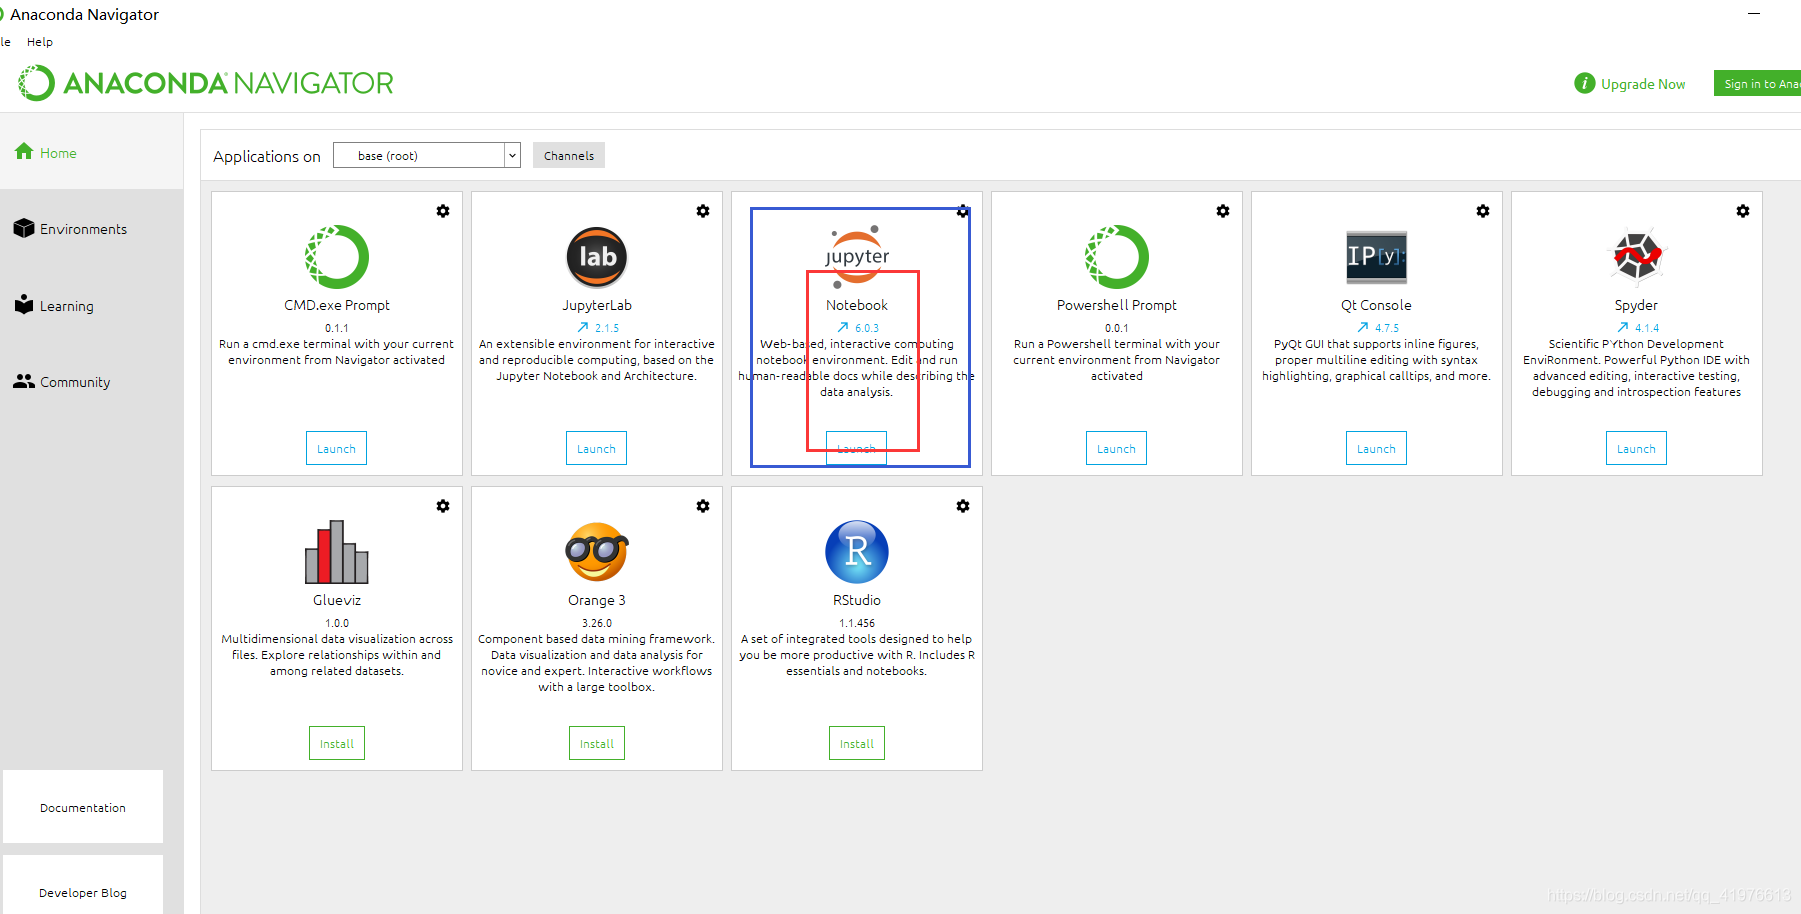 Anaconda Navigator
le Help
ANACONDA NAVIGATOR
i Upgrade Now
Sign in to Ana
Home
Environments
Learning
Community
Documentation
Developer Blog
Applications on base (root) Channels
CMD.exe Prompt
0.1.1
Run a cmd.exe terminal with your current
environment from Navigator activated
Launch
lab
JupyterLab
2.1.5
An extensible environment for interactive
and reproducible computing, based on the
Jupyter Notebook and Architecture.
Launch
jupyter
Notebook
6.0.3
Web-based, interactive computing
notebook environment. Edit and run
human-readable docs while describing the
data analysis.
Launch
Powershell Prompt
0.0.1
Run a Powershell terminal with your
current environment from Navigator
activated
Launch
IP[y]:
Qt Console
4.7.5
PyQt GUI that supports inline figures,
proper multiline editing with syntax
highlighting, graphical calltips, and more.
Launch
Spyder
4.1.4
Scientific PYthon Development
EnviRonment. Powerful Python IDE with
advanced editing, interactive testing,
debugging and introspection features
Launch
Glueviz
1.0.0
Multidimensional data visualization across
files. Explore relationships within and
among related datasets.
Install
Orange 3
3.26.0
Component based data mining framework.
Data visualization and data analysis for
novice and expert. Interactive workflows
with a large toolbox.
Install
R
RStudio
1.1.456
A set of integrated tools designed to help
you be more productive with R. Includes R
essentials and notebooks.
Install
https://blog.csdn.net/qq_41976613